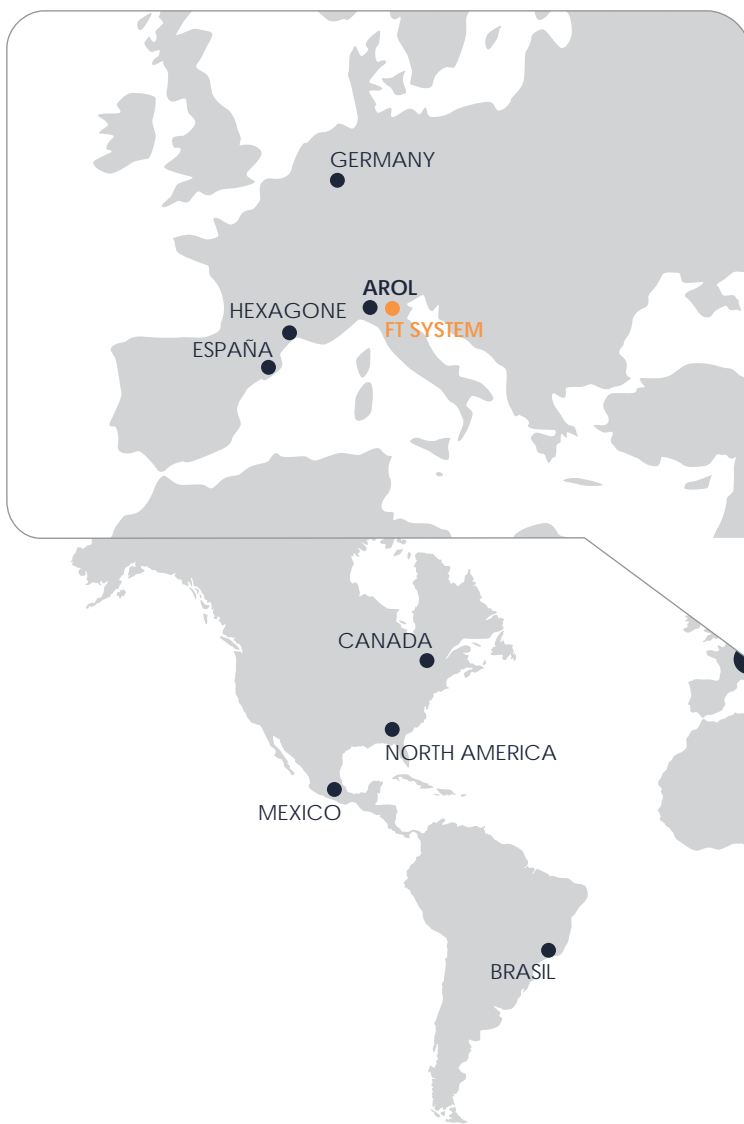 GERMANY
AROL
HEXAGONE
FT SYSTEM
ESPAÑA
CANADA
NORTH AMERICA
MEXICO
BRASIL